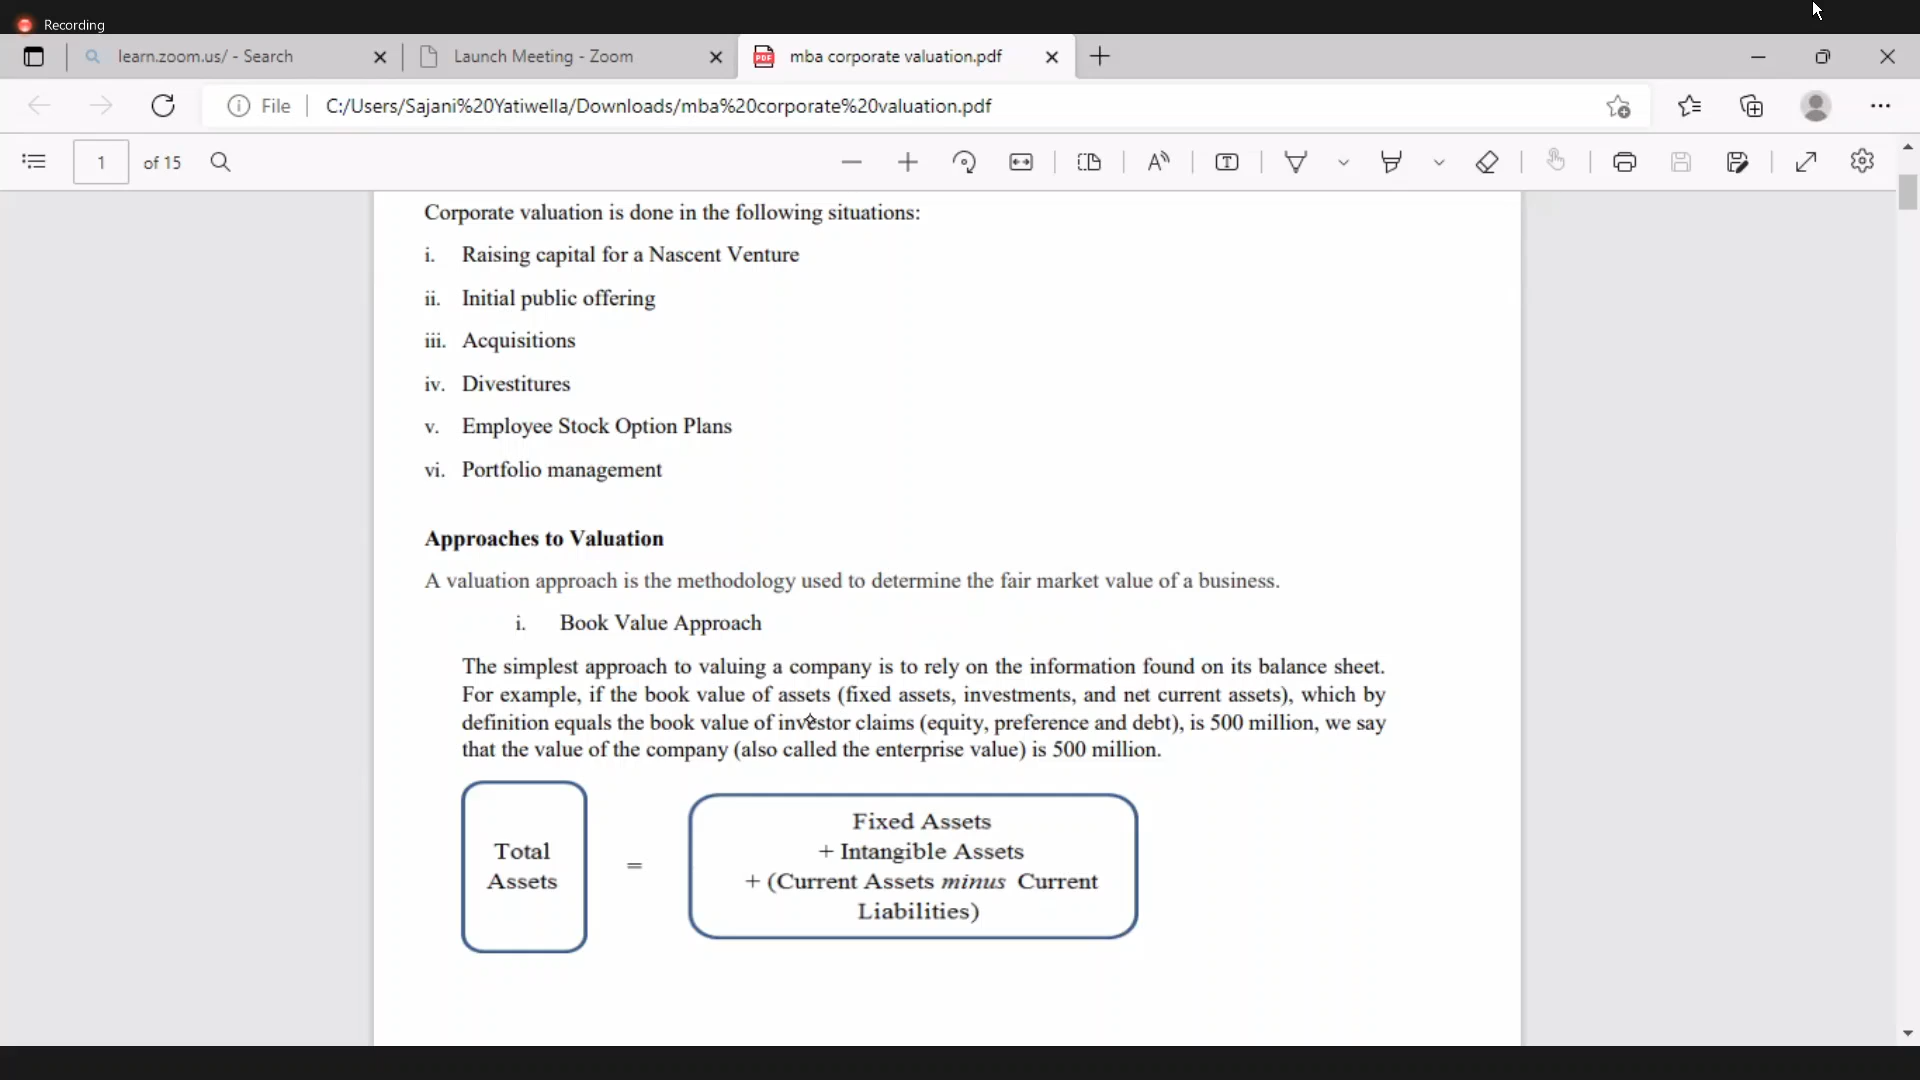 Recording
learn.zoom.us/ - Search
Launch Meeting - Zoom
mba corporate valuation.pdf
File
C:/Users/Sajani%20Yatiwella/Downloads/mba%20corporate%20valuation.pdf
1 of 15
Corporate valuation is done in the following situations:
i. Raising capital for a Nascent Venture
ii. Initial public offering
iii. Acquisitions
iv. Divestitures
v. Employee Stock Option Plans
vi. Portfolio management
Approaches to Valuation
A valuation approach is the methodology used to determine the fair market value of a business.
i. Book Value Approach
The simplest approach to valuing a company is to rely on the information found on its balance sheet.
For example, if the book value of assets (fixed assets, investments, and net current assets), which by
definition equals the book value of investor claims (equity, preference and debt), is 500 million, we say
that the value of the company (also called the enterprise value) is 500 million.
Total
Assets
=
Fixed Assets
+ Intangible Assets
+ (Current Assets minus Current
Liabilities)